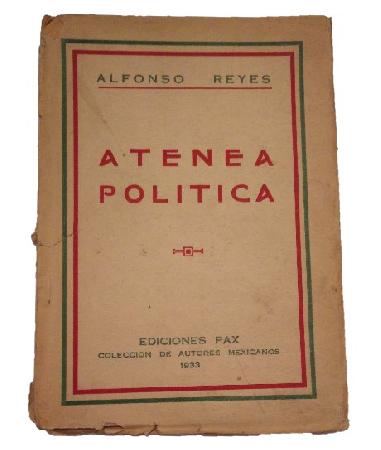 ALFONSO REYES
ATENEA
POLITICA
EDICIONES PAX
COLECCION DE AUTORES MEXICANOS
1933